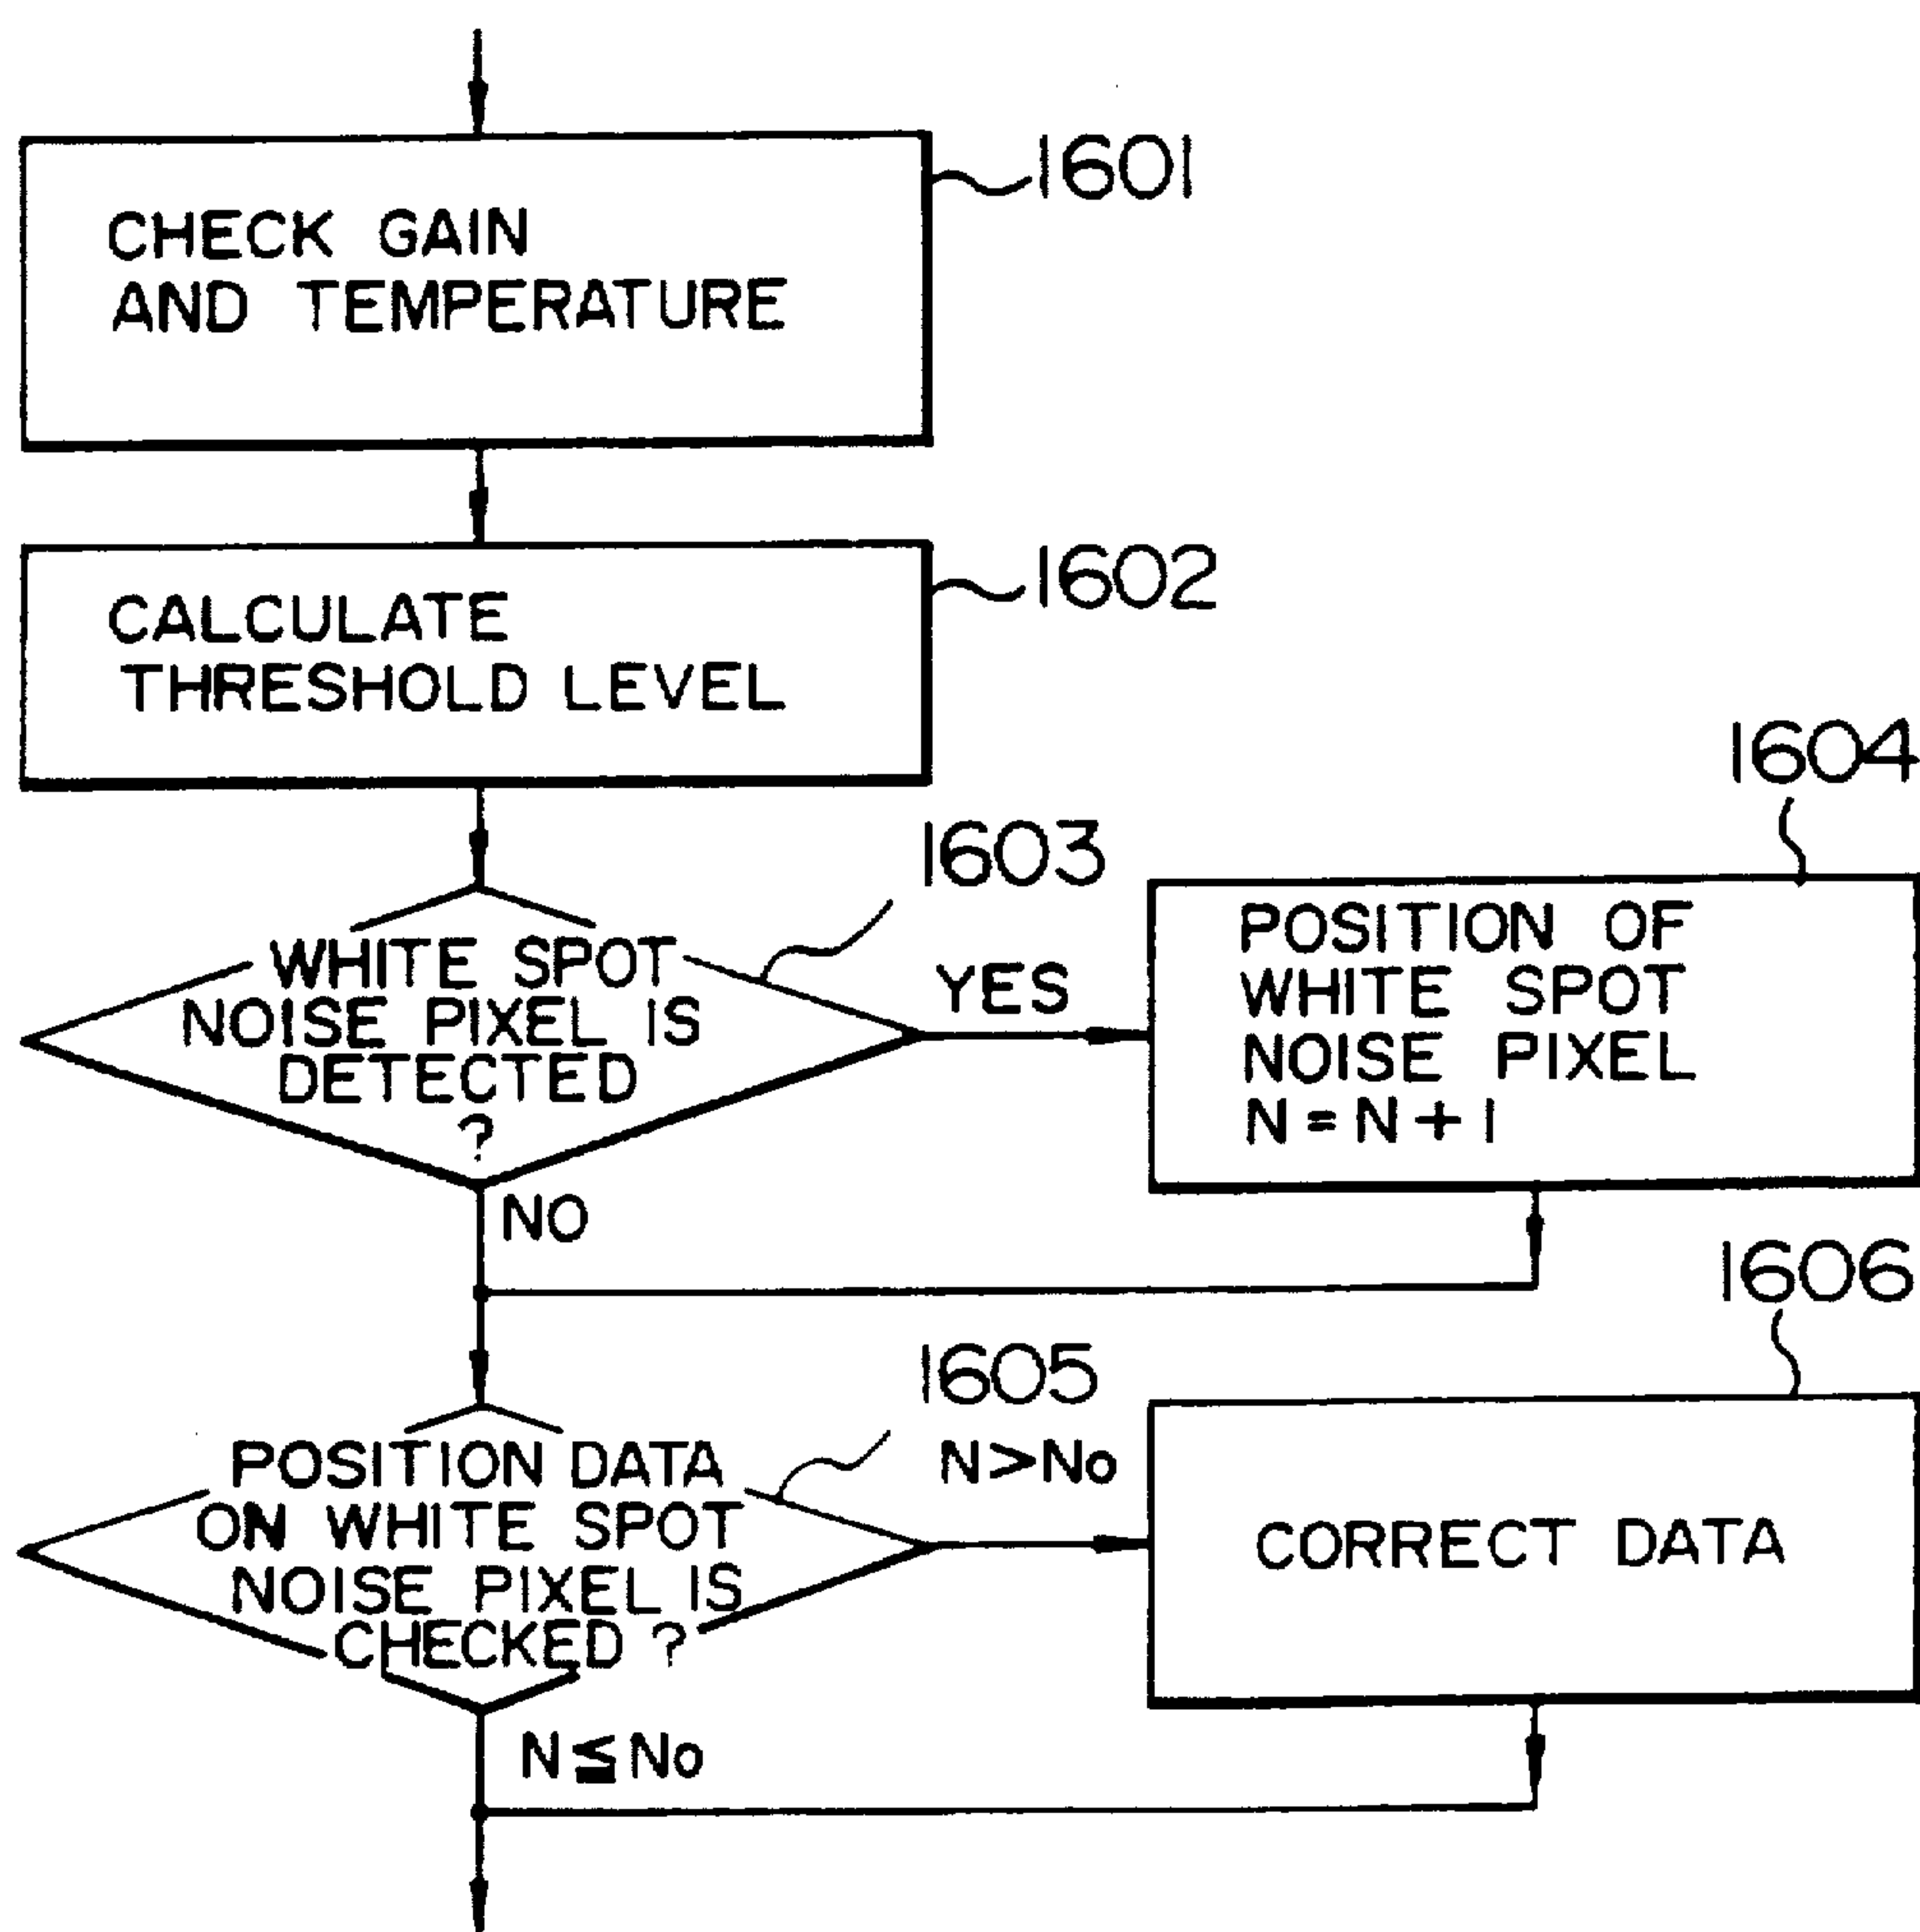 1601
CHECK GAIN
AND TEMPERATURE
1602
CALCULATE
THRESHOLD LEVEL
1603
WHITE SPOT
NOISE PIXEL IS
DETECTED
?
YES
NO
1604
POSITION OF
WHITE SPOT
NOISE PIXEL
N=N+1
1605
POSITION DATA
ON WHITE SPOT
NOISE PIXEL IS
CHECKED ?
N>No
N≦No
1606
CORRECT DATA